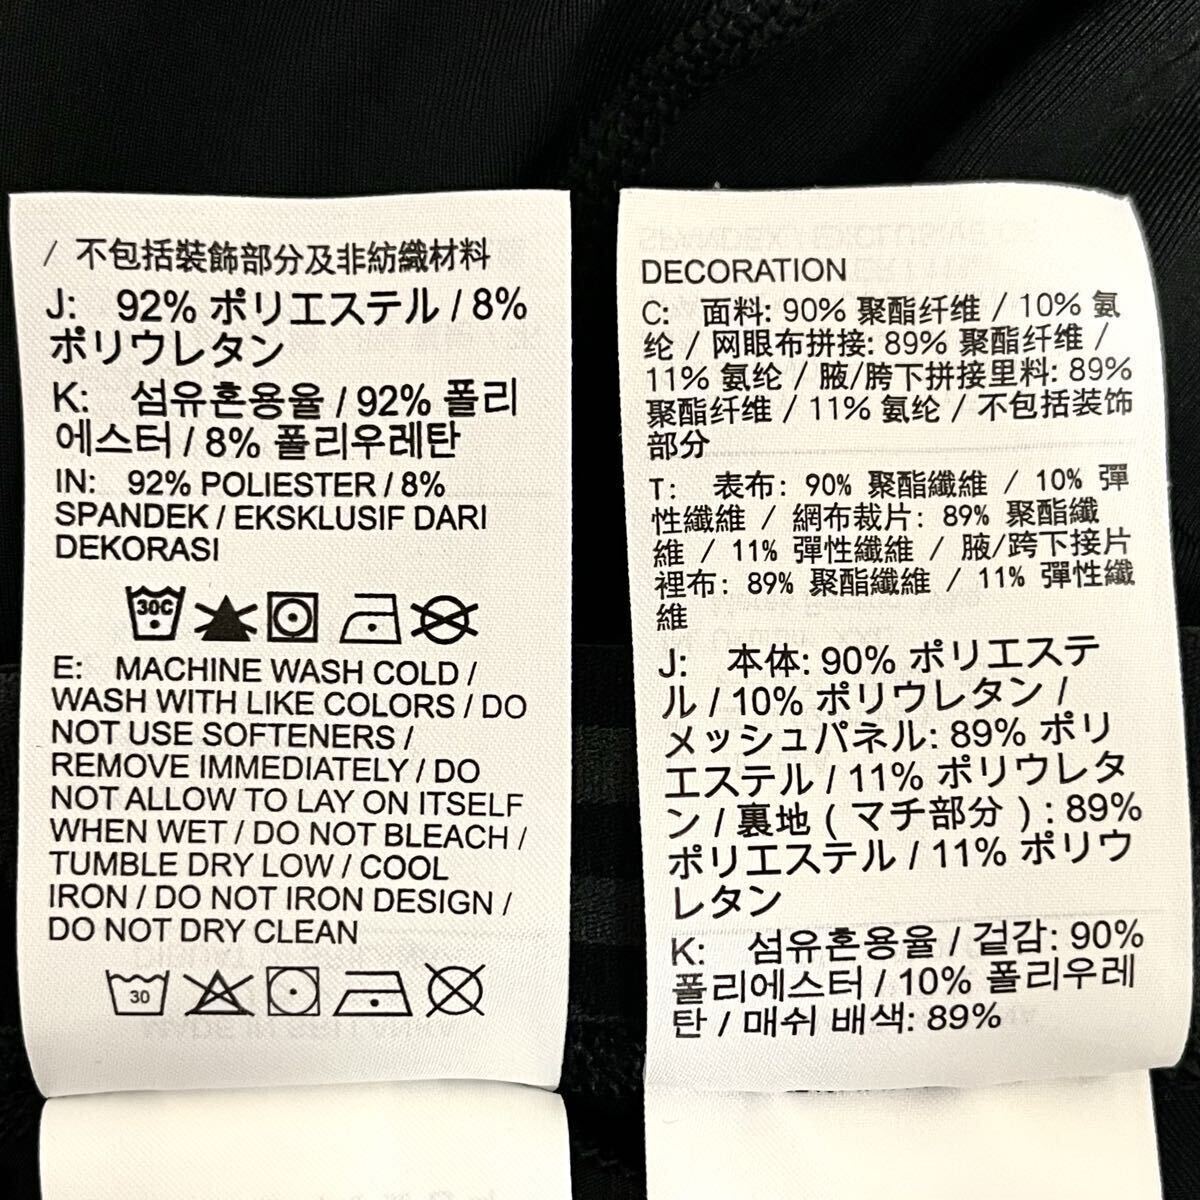 / 不包括裝飾部分及非紡織材料
J: 92% ポリエステル / 8%
ポリウレタン
K: 섬유혼용율 / 92% 폴리
에스터 / 8% 폴리우레탄
IN: 92% POLIESTER / 8%
SPANDEK / EKSKLUSIF DARI
DEKORASI
30C
E: MACHINE WASH COLD /
WASH WITH LIKE COLORS / DO
NOT USE SOFTENERS /
REMOVE IMMEDIATELY / DO
NOT ALLOW TO LAY ON ITSELF
WHEN WET / DO NOT BLEACH /
TUMBLE DRY LOW / COOL
IRON / DO NOT IRON DESIGN /
DO NOT DRY CLEAN
30
DECORATION
C: 面料: 90% 聚酯纤维 / 10% 氨
纶 / 网眼布拼接: 89% 聚酯纤维 /
11% 氨纶 / 腋/胯下拼接里料: 89%
聚酯纤维 / 11% 氨纶 / 不包括装饰
部分
T: 表布: 90% 聚酯纖維 / 10% 彈
性纖維 / 網布裁片: 89% 聚酯纖
維 / 11% 彈性纖維 / 腋/跨下接片
裡布: 89% 聚酯纖維 / 11% 彈性纖
維
J: 本体: 90% ポリエステ
ル / 10% ポリウレタン /
メッシュパネル: 89% ポリ
エステル / 11% ポリウレタ
ン / 裏地 ( マチ部分 ) : 89%
ポリエステル / 11% ポリウ
レタン
K: 섬유혼용율 / 겉감: 90%
폴리에스터 / 10% 폴리우레
탄 / 매쉬 배색: 89%